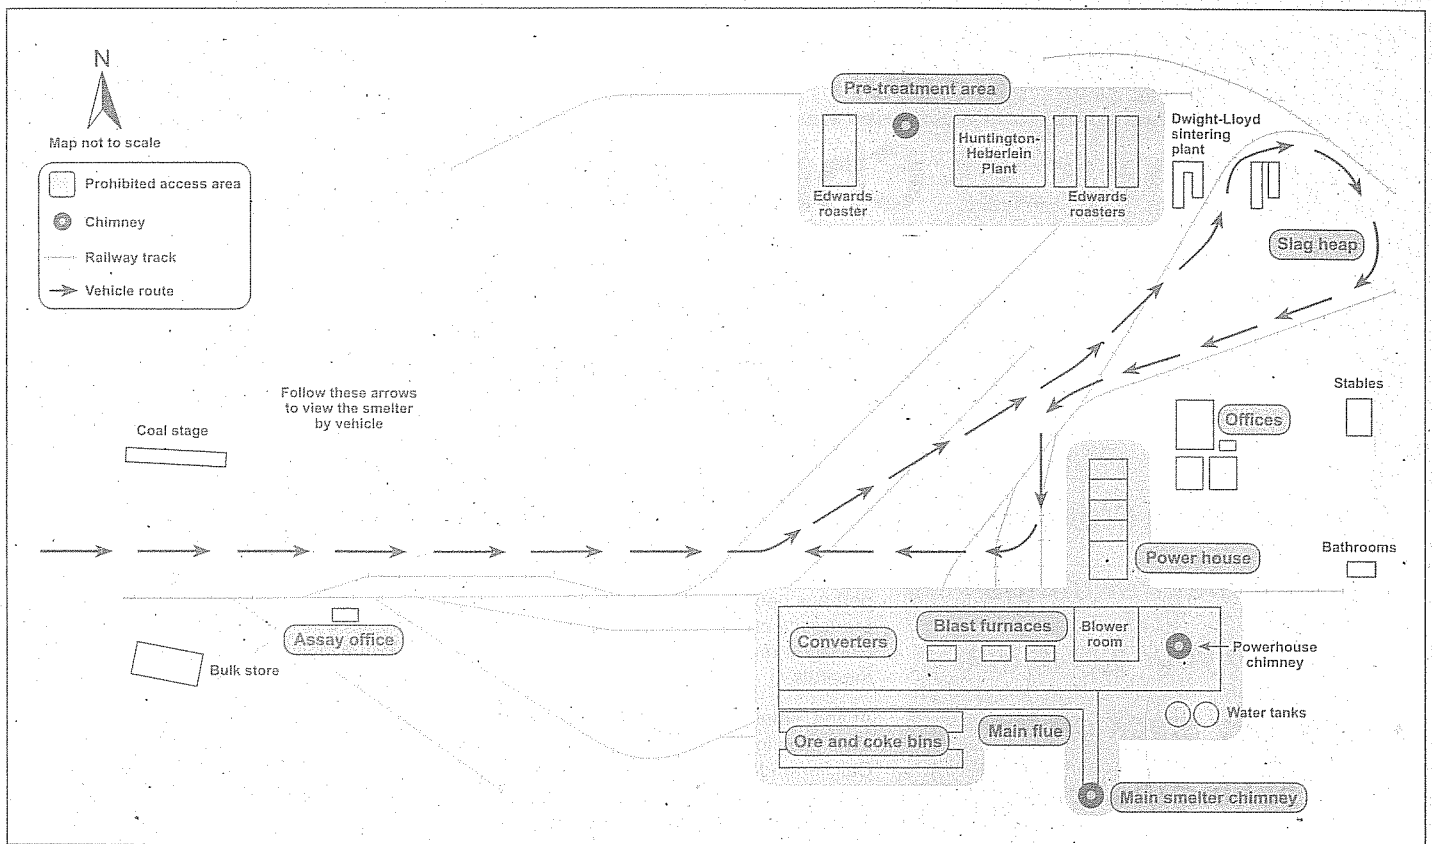 N
Map not to scale
Prohibited access area
Chimney
Railway track
Vehicle route
Pre-treatment area
Huntington-
Heberlein
Plant
Edwards
roaster
Edwards
roasters
Dwight-Lloyd
sintering
plant
Slag heap
Follow these arrows
to view the smelter
by vehicle
Coal stage
Stables
Offices
Power house
Bathrooms
Assay office
Bulk store
Converters
Blast furnaces
Blower
room
Powerhouse
chimney
Water tanks
Ore and coke bins
Main flue
Main smelter chimney